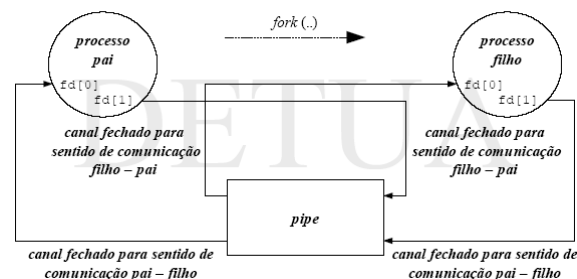 processo
pai
fd[0]
fd[1]
fork (..)
processo
filho
fd[0]
fd[1]
canal fechado para
sentido de comunicação
filho – pai
canal fechado para
sentido de comunicação
filho – pai
DETUA
pipe
canal fechado para sentido de
comunicação pai – filho
canal fechado para sentido de
comunicação pai – filho